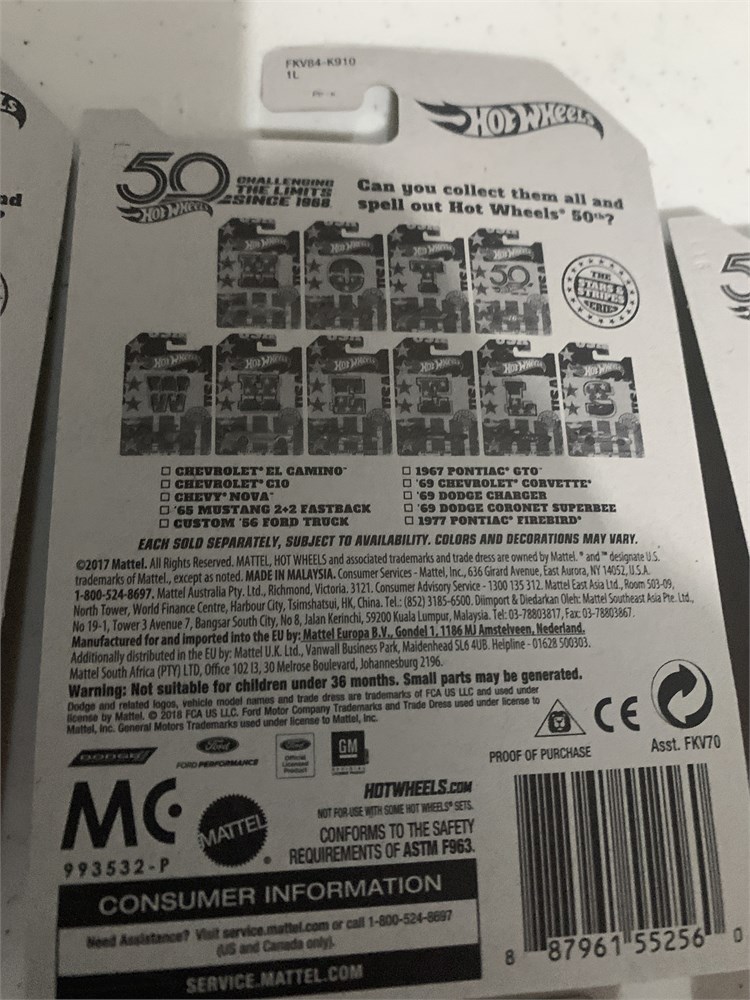 FKV84-K910
1L
HOT WHEELS
50 CHALLENGING
THE LIMITS
SINCE 1968
HOT WHEELS
Can you collect them all and
spell out Hot Wheels® 50th?
H O T 50
THE
STARS &
STRIPES
SERIES
W H E E L S
☐ CHEVROLET® EL CAMINO™
☐ CHEVROLET® C10
☐ CHEVY® NOVA™
☐ '65 MUSTANG 2+2 FASTBACK
☐ CUSTOM '56 FORD TRUCK
☐ 1967 PONTIAC® GTO™
☐ '69 CHEVROLET® CORVETTE®
☐ '69 DODGE CHARGER
☐ '69 DODGE CORONET SUPERBEE
☐ 1977 PONTIAC® FIREBIRD®
EACH SOLD SEPARATELY, SUBJECT TO AVAILABILITY. COLORS AND DECORATIONS MAY VARY.
©2017 Mattel. All Rights Reserved. MATTEL, HOT WHEELS and associated trademarks and trade dress are owned by Mattel. ® and ™ designate U.S.
trademarks of Mattel, except as noted. MADE IN MALAYSIA. Consumer Services - Mattel, Inc., 636 Girard Avenue, East Aurora, NY 14052, U.S.A.
1-800-524-8697. Mattel Australia Pty. Ltd., Richmond, Victoria. 3121. Consumer Advisory Service - 1300 135 312. Mattel East Asia Ltd., Room 503-09,
North Tower, World Finance Centre, Harbour City, Tsimshatsui, HK, China. Tel.: (852) 3185-6500. Diimport & Diedarkan Oleh: Mattel Southeast Asia Pte. Ltd.,
No 19-1, Tower 3 Avenue 7, Bangsar South City, No 8, Jalan Kerinchi, 59200 Kuala Lumpur, Malaysia. Tel: 03-78803817, Fax: 03-78803867.
Manufactured for and imported into the EU by: Mattel Europa B.V., Gondel 1, 1186 MJ Amstelveen, Nederland.
Additionally distributed in the EU by: Mattel U.K. Ltd., Vanwall Business Park, Maidenhead SL6 4UB. Helpline - 01628 500303.
Mattel South Africa (PTY) LTD, Office 102 I3, 30 Melrose Boulevard, Johannesburg 2196.
Warning: Not suitable for children under 36 months. Small parts may be generated.
Dodge and related logos, vehicle model names and trade dress are trademarks of FCA US LLC and used under
license by Mattel. © 2018 FCA US LLC. Ford Motor Company Trademarks and Trade Dress used under license to
Mattel, Inc. General Motors Trademarks used under license to Mattel, Inc.
DODGE
Ford
FORD PERFORMANCE
Ford
Official
Licensed
Product
GM
CE
PROOF OF PURCHASE
Asst. FKV70
MC
993532-P
MATTEL
HOTWHEELS.COM
NOT FOR USE WITH SOME HOT WHEELS® SETS.
CONFORMS TO THE SAFETY
REQUIREMENTS OF ASTM F963.
CONSUMER INFORMATION
Need Assistance? Visit service.mattel.com or call 1-800-524-8697
(US and Canada only).
SERVICE.MATTEL.COM
8 87961 55256 0